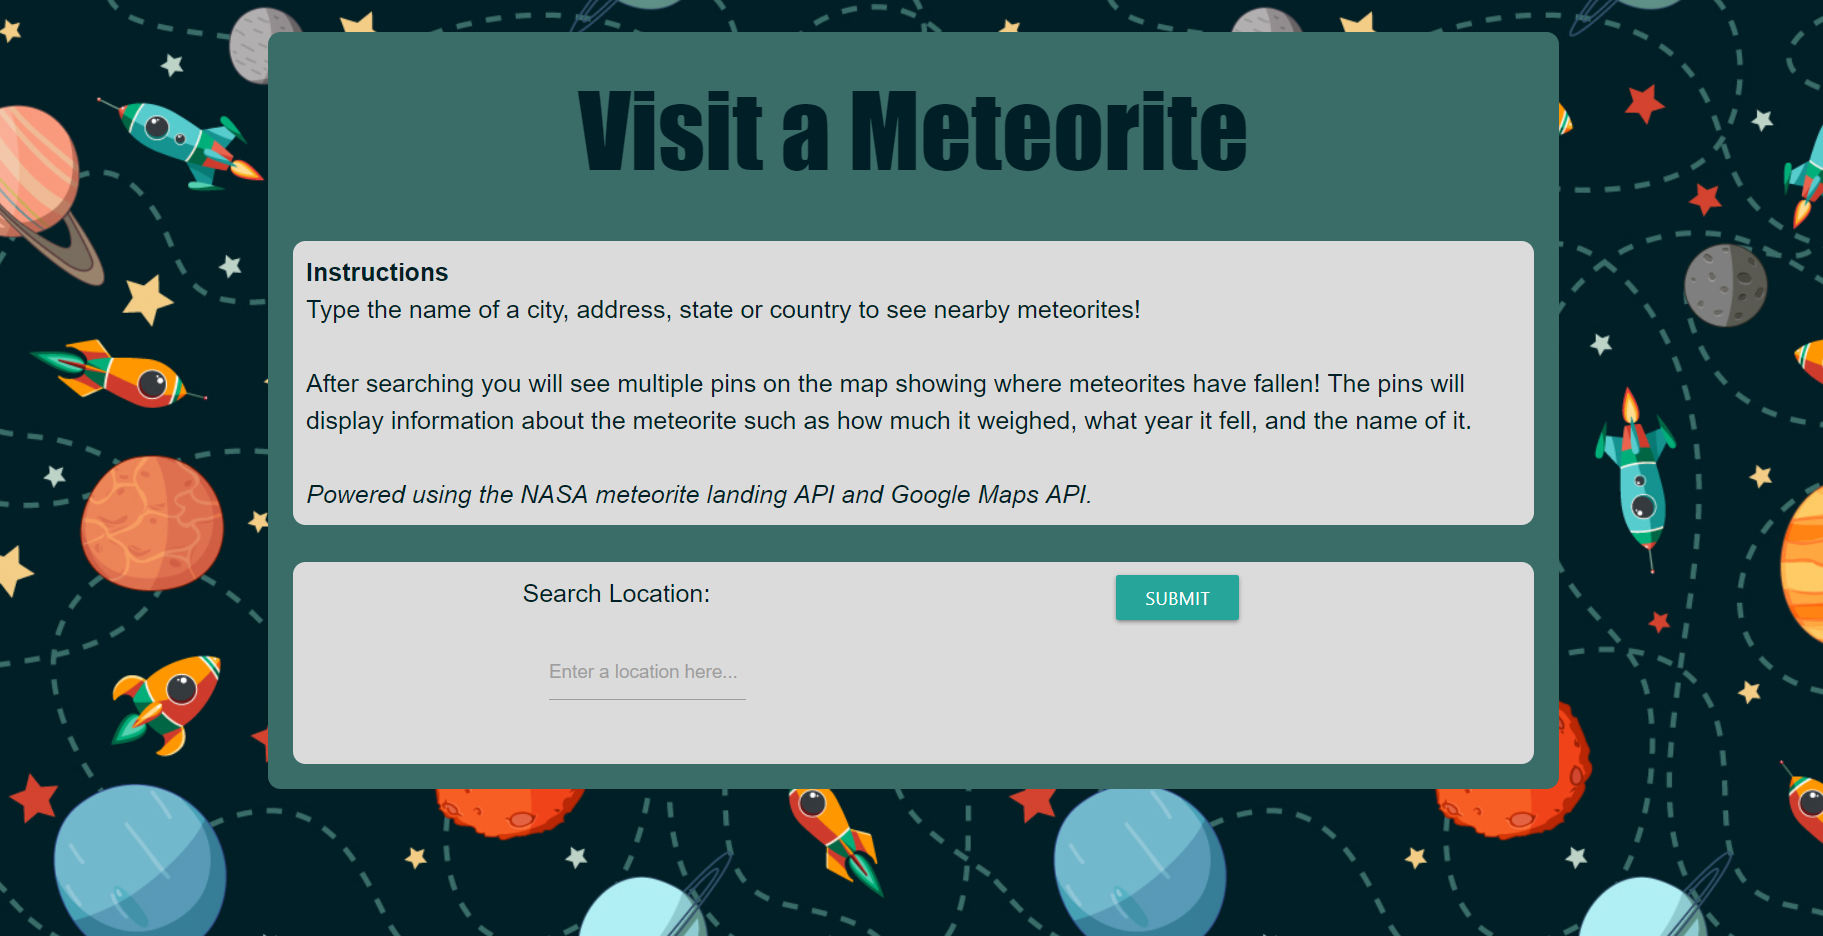 Visit a Meteorite
Instructions
Type the name of a city, address, state or country to see nearby meteorites!
After searching you will see multiple pins on the map showing where meteorites have fallen! The pins will
display information about the meteorite such as how much it weighed, what year it fell, and the name of it.
Powered using the NASA meteorite landing API and Google Maps API.
Search Location:
SUBMIT
Enter a location here...